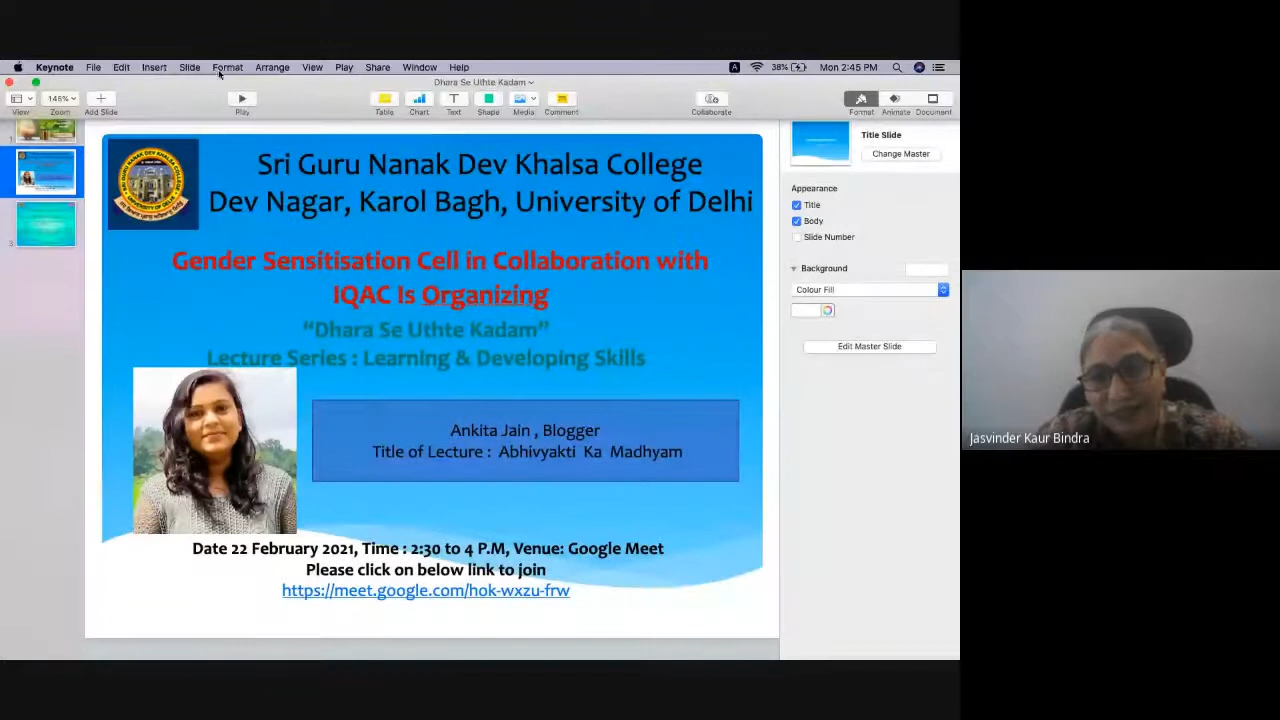 Keynote File Edit Insert Slide Format Arrange View Play Share Window Help A 38% Mon 2:45 PM
Dhara Se Uthte Kadam
146%
View Zoom Add Slide Play Table Chart Text Shape Media Comment Collaborate Format Animate Document
1
3
Sri Guru Nanak Dev Khalsa College
Dev Nagar, Karol Bagh, University of Delhi
Gender Sensitisation Cell in Collaboration with
IQAC Is Organizing
“Dhara Se Uthte Kadam”
Lecture Series : Learning & Developing Skills
Ankita Jain , Blogger
Title of Lecture : Abhivyakti Ka Madhyam
Date 22 February 2021, Time : 2:30 to 4 P.M, Venue: Google Meet
Please click on below link to join
https://meet.google.com/hok-wxzu-frw
Title Slide
Change Master
Appearance
Title
Body
Slide Number
Background
Colour Fill
Edit Master Slide
Jasvinder Kaur Bindra